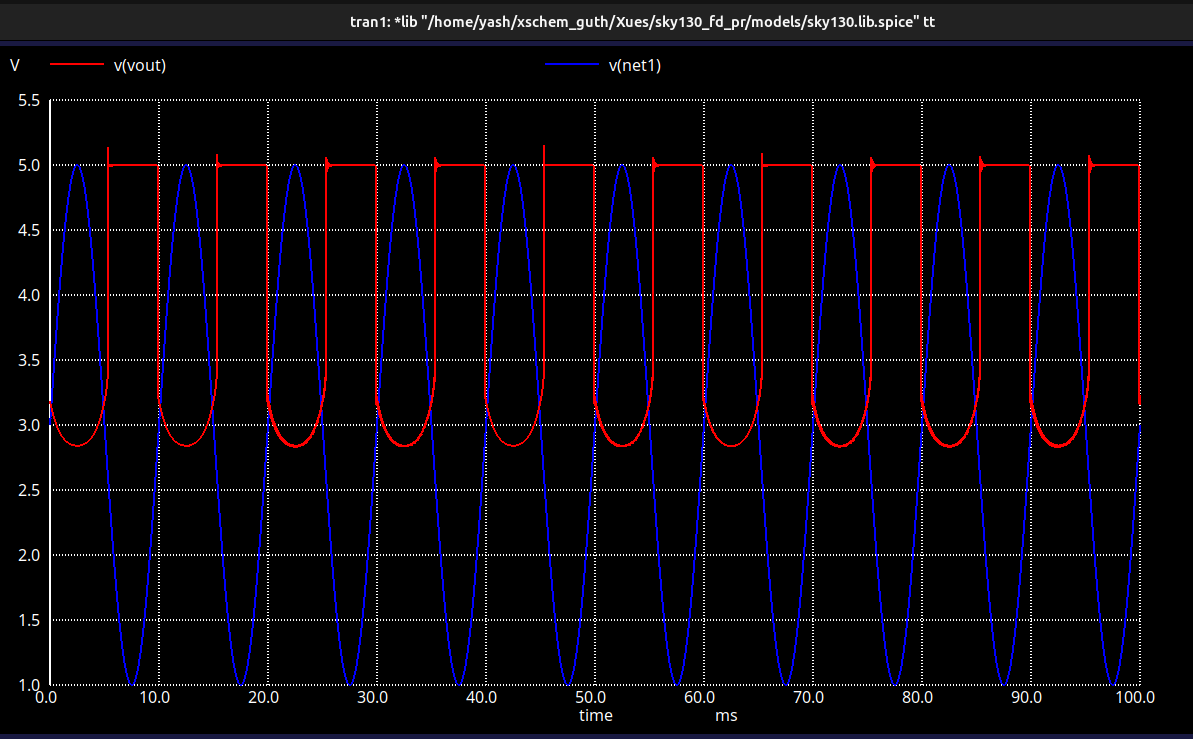 tran1: *lib "/home/yash/xschem_guth/Xues/sky130_fd_pr/models/sky130.lib.spice" tt
V v(vout) v(net1)
5.5
5.0
4.5
4.0
3.5
3.0
2.5
2.0
1.5
1.0
0.0 10.0 20.0 30.0 40.0 50.0 60.0 70.0 80.0 90.0 100.0
time ms